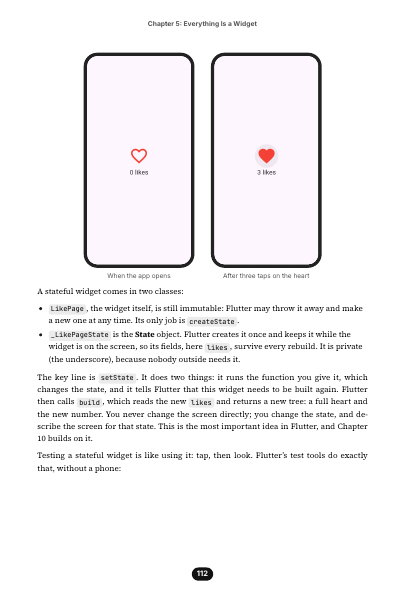 Chapter 5: Everything Is a Widget
0 likes
3 likes
When the app opens
After three taps on the heart
A stateful widget comes in two classes:
• LikePage, the widget itself, is still immutable: Flutter may throw it away and make
a new one at any time. Its only job is createState.
• _LikePageState is the State object. Flutter creates it once and keeps it while the
widget is on the screen, so its fields, here likes, survive every rebuild. It is private
(the underscore), because nobody outside needs it.
The key line is setState. It does two things: it runs the function you give it, which
changes the state, and it tells Flutter that this widget needs to be built again. Flutter
then calls build, which reads the new likes and returns a new tree: a full heart and
the new number. You never change the screen directly; you change the state, and de-
scribe the screen for that state. This is the most important idea in Flutter, and Chapter
10 builds on it.
Testing a stateful widget is like using it: tap, then look. Flutter's test tools do exactly
that, without a phone:
112